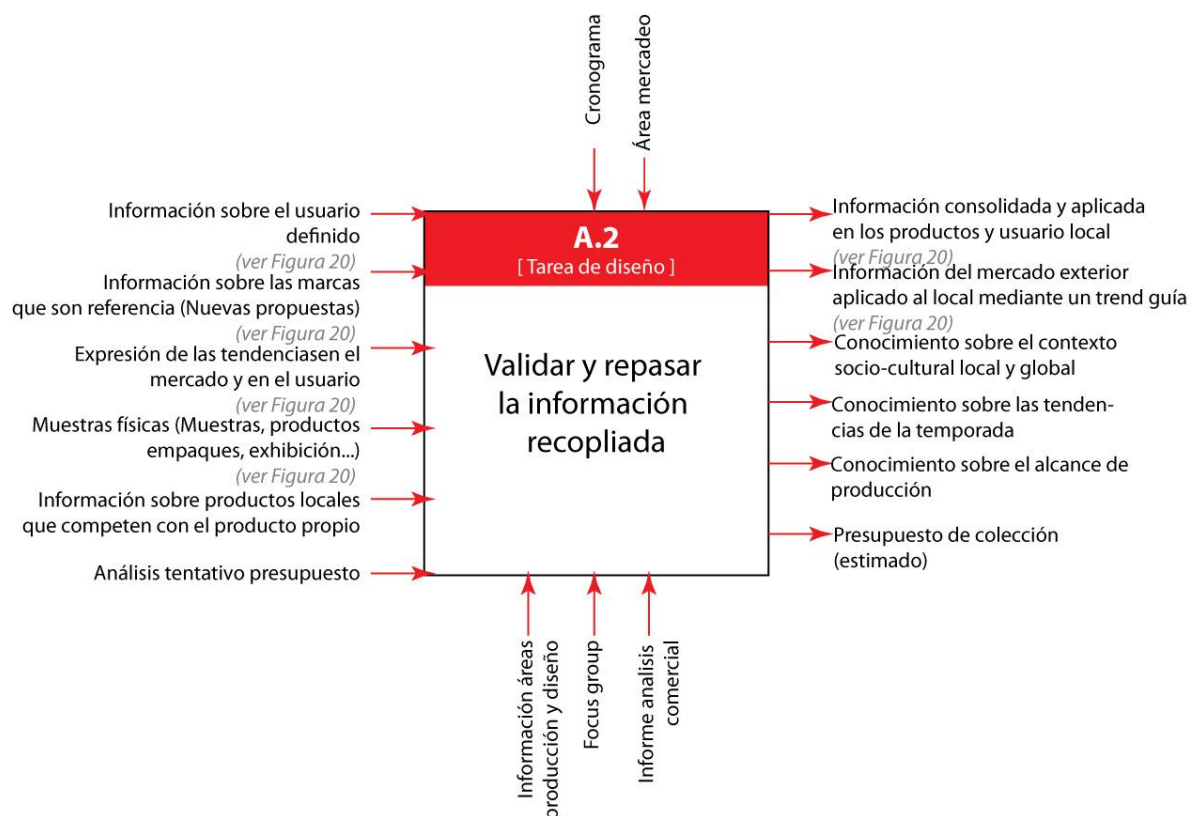 Cronograma
Área mercadeo
Información sobre el usuario
definido
(ver Figura 20)
Información sobre las marcas
que son referencia (Nuevas propuestas)
(ver Figura 20)
Expresión de las tendenciasen el
mercado y en el usuario
(ver Figura 20)
Muestras físicas (Muestras, productos
empaques, exhibición...)
(ver Figura 20)
Información sobre productos locales
que competen con el producto propio
Análisis tentativo presupuesto
A.2
[ Tarea de diseño ]
Validar y repasar
la información
recopliada
Información consolidada y aplicada
en los productos y usuario local
(ver Figura 20)
Información del mercado exterior
aplicado al local mediante un trend guía
(ver Figura 20)
Conocimiento sobre el contexto
socio-cultural local y global
Conocimiento sobre las tenden-
cias de la temporada
Conocimiento sobre el alcance de
producción
Presupuesto de colección
(estimado)
Información áreas
producción y diseño
Focus group
Informe analisis
comercial